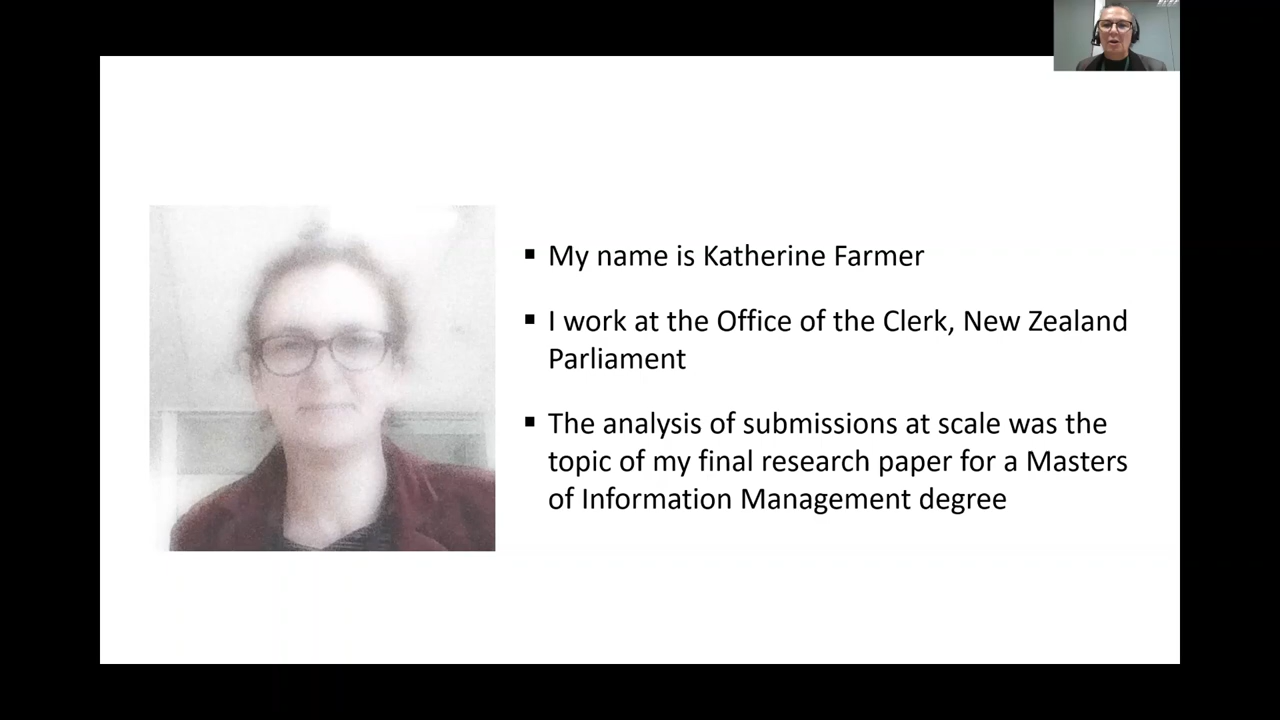 ▪ My name is Katherine Farmer
▪ I work at the Office of the Clerk, New Zealand
Parliament
▪ The analysis of submissions at scale was the
topic of my final research paper for a Masters
of Information Management degree